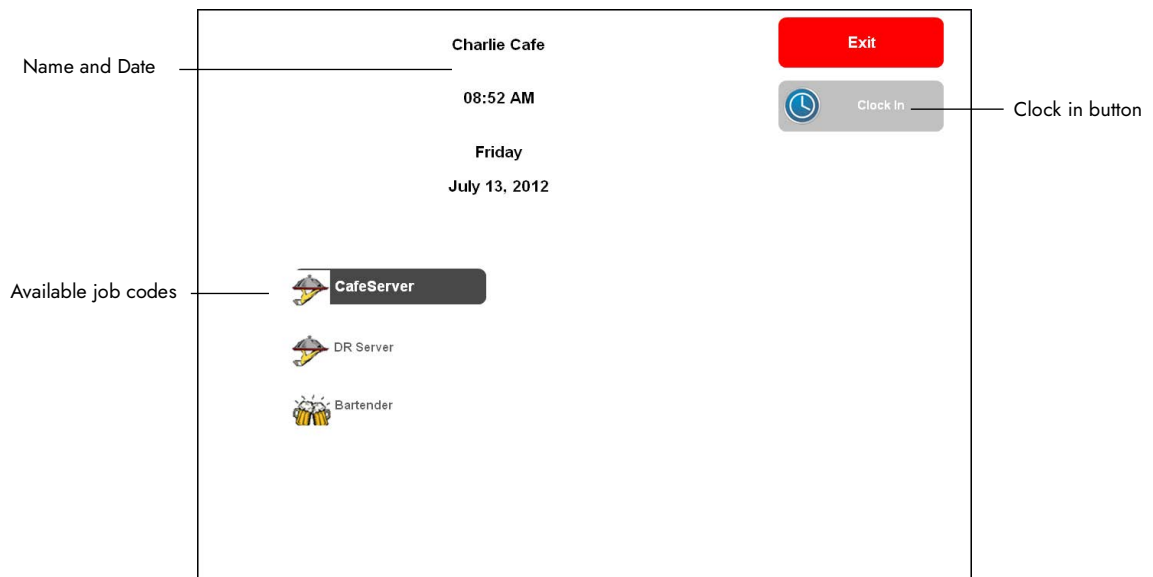 Charlie Cafe
Exit
Name and Date
08:52 AM
Clock In
Clock in button
Friday
July 13, 2012
Available job codes
CafeServer
DR Server
Bartender